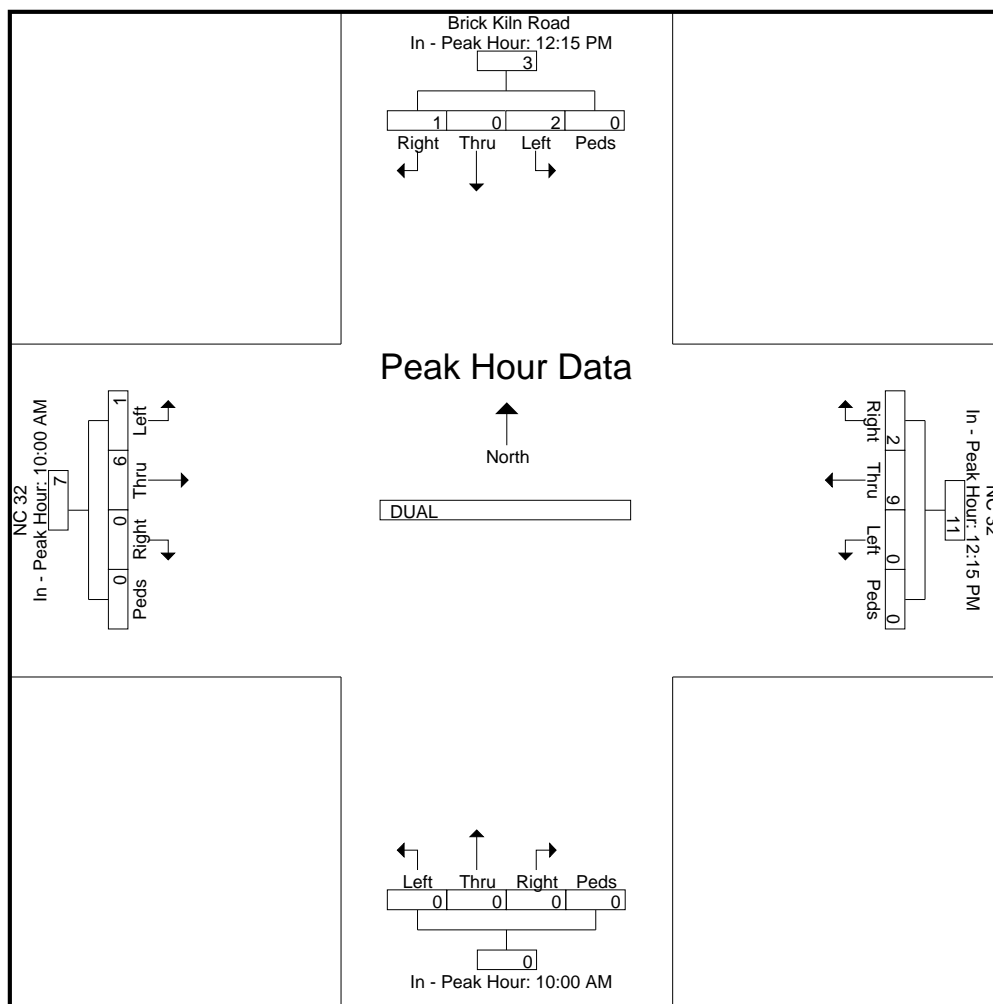 Brick Kiln Road
In - Peak Hour: 12:15 PM
3
1 0 2 0
Right Thru Left Peds
Peak Hour Data
North
DUAL
NC 32
In - Peak Hour: 10:00 AM
7
1 6 0 0
Left Thru Right Peds
Right Thru Left Peds
2 9 0 0
11
In - Peak Hour: 12:15 PM
NC 32
Left Thru Right Peds
0 0 0 0
0
In - Peak Hour: 10:00 AM